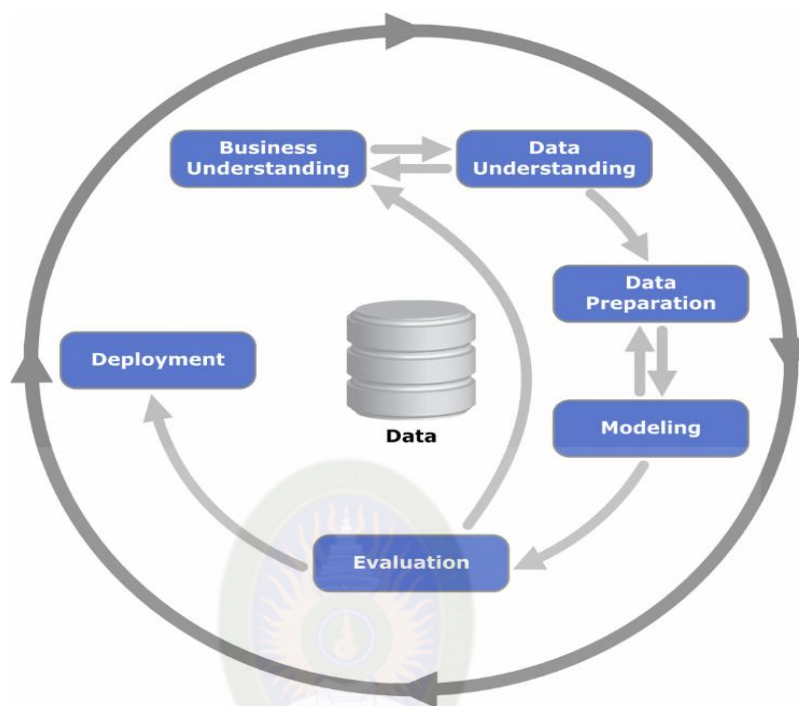 Business
Understanding
Data
Understanding
Data
Preparation
Deployment
Data
Modeling
Evaluation